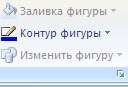 Заливка фигуры
Контур фигуры
Изменить фигуру